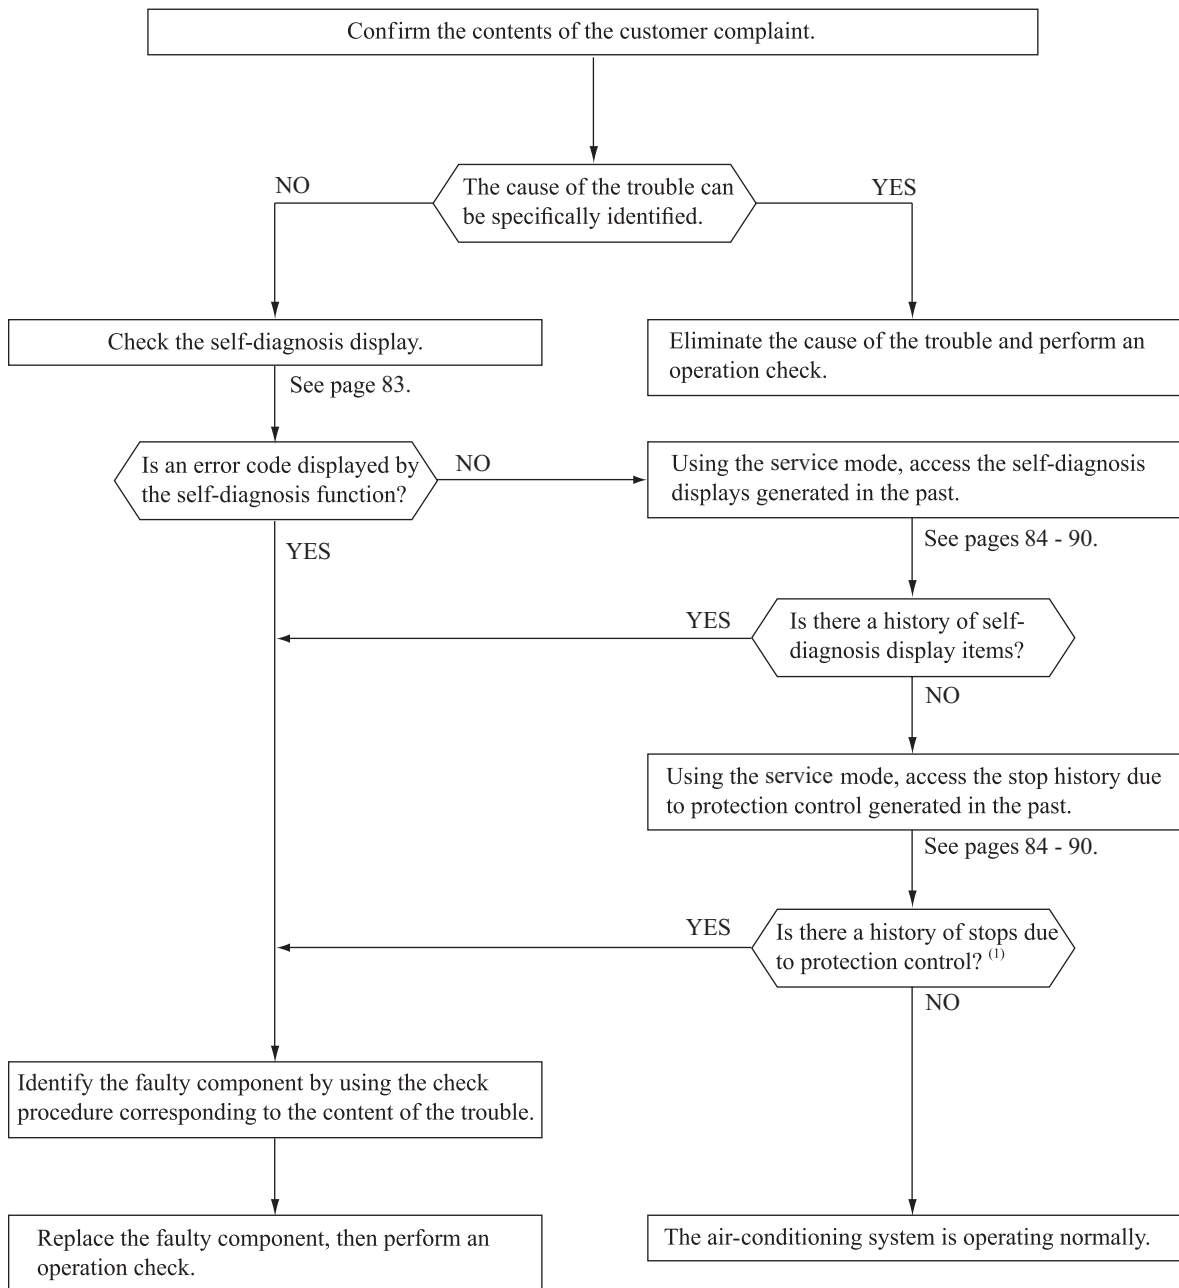 Confirm the contents of the customer complaint.
NO
The cause of the trouble can
be specifically identified.
YES
Check the self-diagnosis display.
See page 83.
Eliminate the cause of the trouble and perform an
operation check.
Is an error code displayed by
the self-diagnosis function?
NO
YES
Using the service mode, access the self-diagnosis
displays generated in the past.
See pages 84 - 90.
YES
Is there a history of self-
diagnosis display items?
NO
Using the service mode, access the stop history due
to protection control generated in the past.
See pages 84 - 90.
YES
Is there a history of stops due
to protection control? (1)
NO
Identify the faulty component by using the check
procedure corresponding to the content of the trouble.
Replace the faulty component, then perform an
operation check.
The air-conditioning system is operating normally.